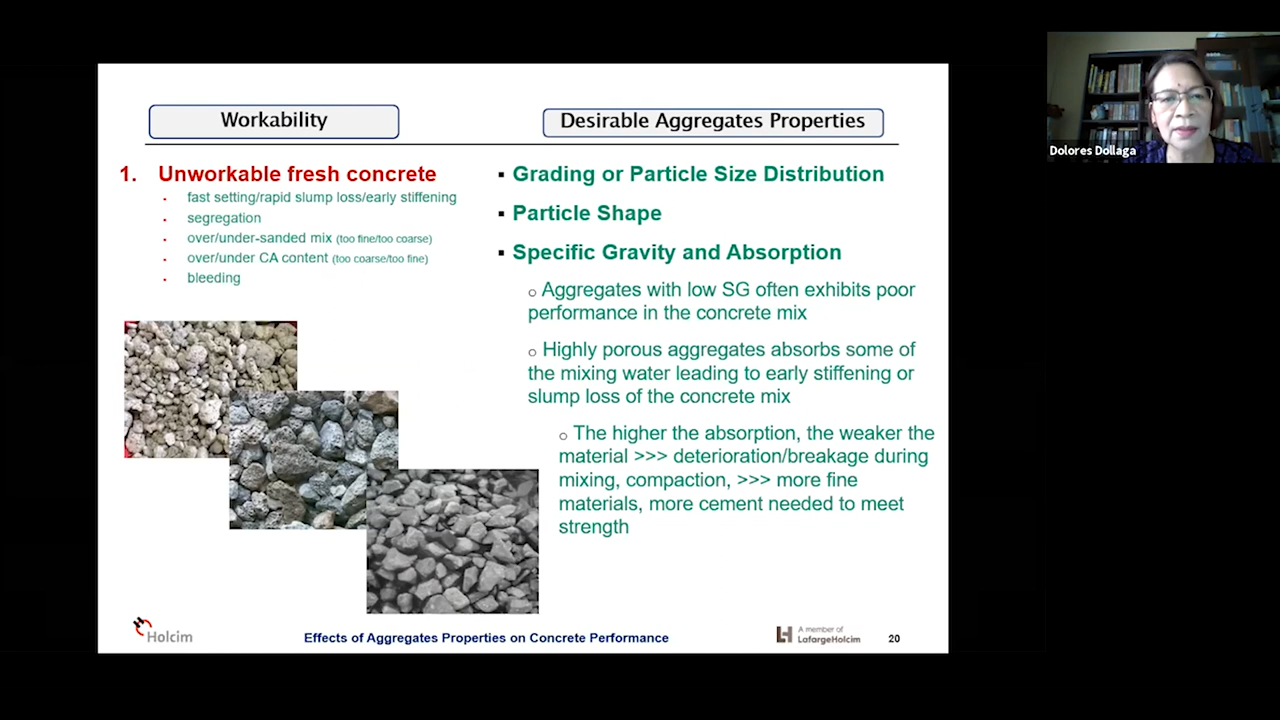 Workability
Desirable Aggregates Properties
1. Unworkable fresh concrete
fast setting/rapid slump loss/early stiffening
segregation
over/under-sanded mix (too fine/too coarse)
over/under CA content (too coarse/too fine)
bleeding
▪ Grading or Particle Size Distribution
▪ Particle Shape
▪ Specific Gravity and Absorption
o Aggregates with low SG often exhibits poor
performance in the concrete mix
o Highly porous aggregates absorbs some of
the mixing water leading to early stiffening or
slump loss of the concrete mix
o The higher the absorption, the weaker the
material >>> deterioration/breakage during
mixing, compaction, >>> more fine
materials, more cement needed to meet
strength
Holcim
Effects of Aggregates Properties on Concrete Performance
A member of
LafargeHolcim
20
Dolores Dollaga